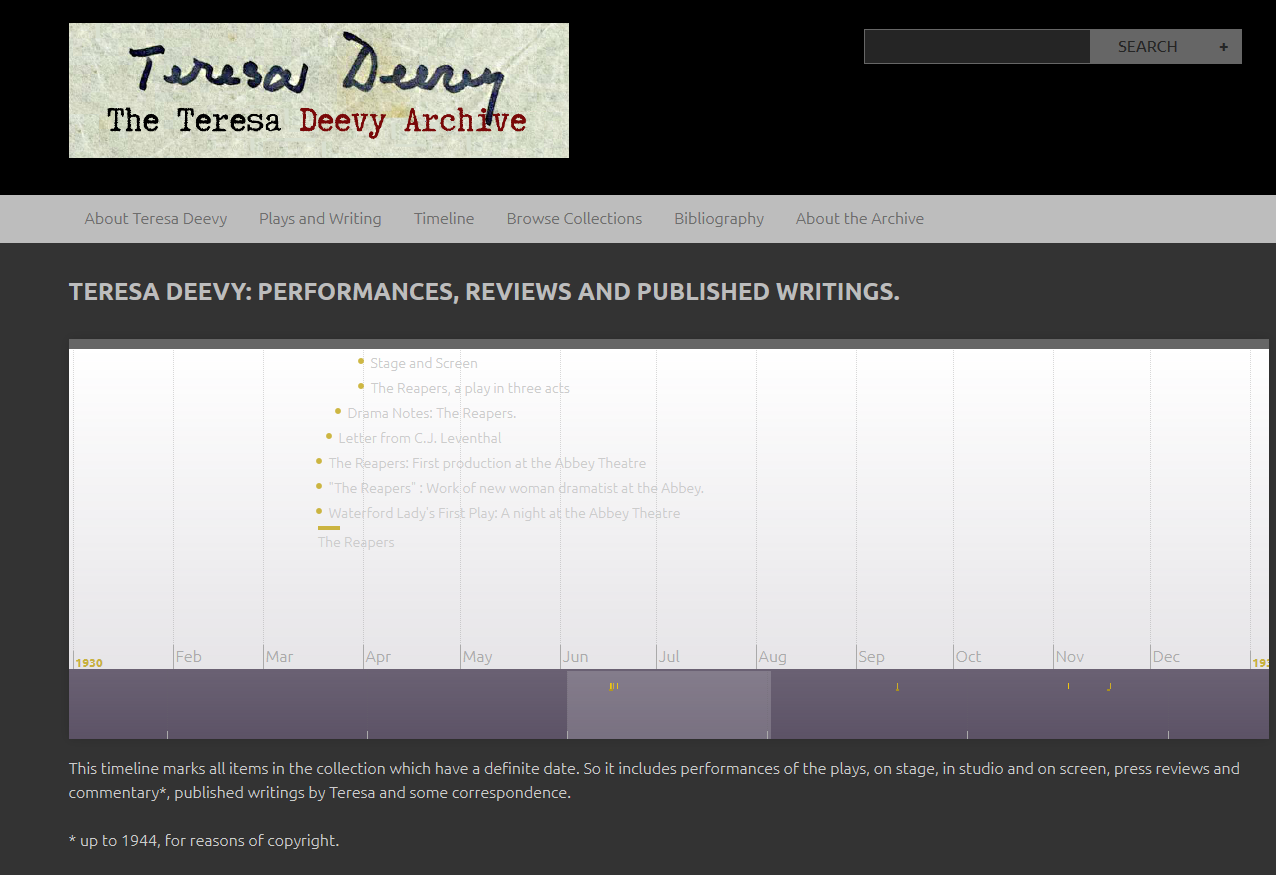 Teresa Deevy
The Teresa Deevy Archive
SEARCH +
About Teresa Deevy Plays and Writing Timeline Browse Collections Bibliography About the Archive
TERESA DEEVY: PERFORMANCES, REVIEWS AND PUBLISHED WRITINGS.
Stage and Screen
The Reapers, a play in three acts
Drama Notes: The Reapers.
Letter from C.J. Leventhal
The Reapers: First production at the Abbey Theatre
"The Reapers" : Work of new woman dramatist at the Abbey.
Waterford Lady's First Play: A night at the Abbey Theatre
The Reapers
1930 Feb Mar Apr May Jun Jul Aug Sep Oct Nov Dec 193
This timeline marks all items in the collection which have a definite date. So it includes performances of the plays, on stage, in studio and on screen, press reviews and
commentary*, published writings by Teresa and some correspondence.
* up to 1944, for reasons of copyright.